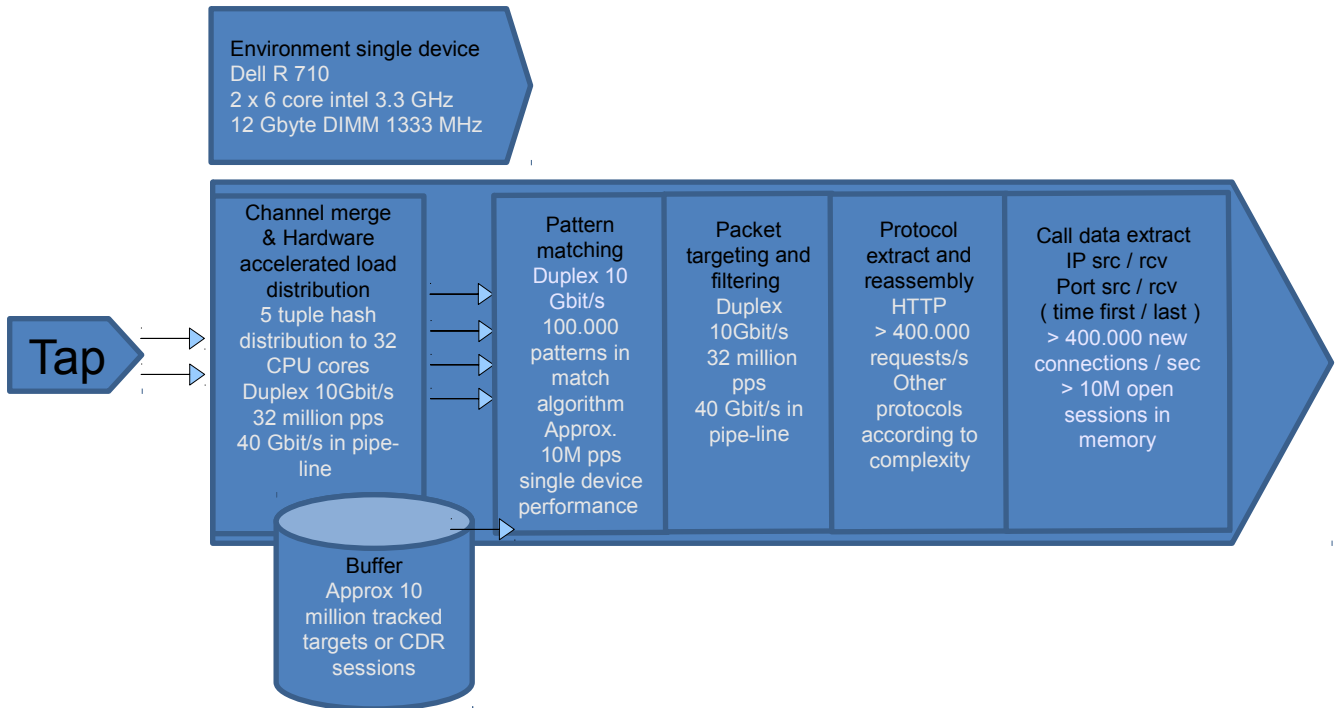 Environment single device
Dell R 710
2 x 6 core intel 3.3 GHz
12 Gbyte DIMM 1333 MHz
Tap
Channel merge
& Hardware
accelerated load
distribution
5 tuple hash
distribution to 32
CPU cores
Duplex 10Gbit/s
32 million pps
40 Gbit/s in pipe-
line
Pattern
matching
Duplex 10
Gbit/s
100.000
patterns in
match
algorithm
Approx.
10M pps
single device
performance
Packet
targeting and
filtering
Duplex
10Gbit/s
32 million
pps
40 Gbit/s in
pipe-line
Protocol
extract and
reassembly
HTTP
> 400.000
requests/s
Other
protocols
according to
complexity
Call data extract
IP src / rcv
Port src / rcv
( time first / last )
> 400.000 new
connections / sec
> 10M open
sessions in
memory
Buffer
Approx 10
million tracked
targets or CDR
sessions